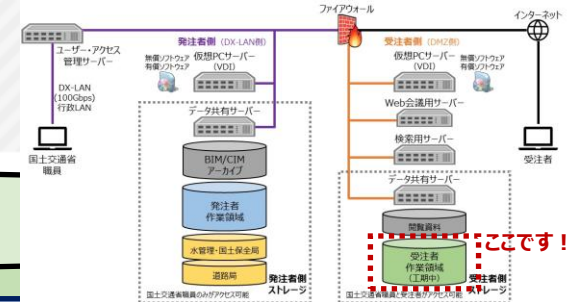 ファイアウォール
インターネット
ユーザー・アクセス
管理サーバー
発注者側 (DX-LAN側)
無償ソフトウェア
有償ソフトウェア
仮想PCサーバー
(VDI)
受注者側 (DMZ側)
仮想PCサーバー
(VDI)
無償ソフトウェア
有償ソフトウェア
DX-LAN
(100Gbps)
行政LAN
データ共有サーバー
Web会議用サーバー
検索用サーバー
国土交通省
職員
受注者
BIM/CIM
アーカイブ
データ共有サーバー
発注者
作業領域
閲覧資料
水管理・国土保全局
道路局
受注者
作業領域
(工期中)
ここです！
発注者側
ストレージ
国土交通省職員のみがアクセス可能
受注者側
ストレージ
国土交通省職員と受注者がアクセス可能